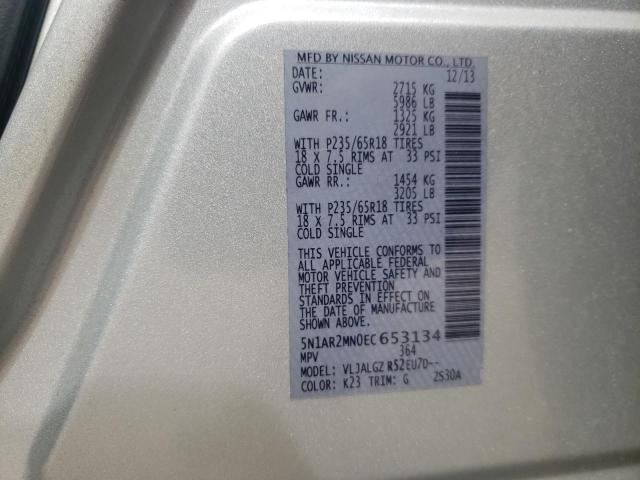 MFD BY NISSAN MOTOR CO., LTD.
DATE: 12/13
GVWR: 2715 KG
5986 LB
GAWR FR.: 1325 KG
2921 LB
WITH P235/65R18 TIRES
18 X 7.5 RIMS AT 33 PSI
COLD SINGLE
GAWR RR.: 1454 KG
3205 LB
WITH P235/65R18 TIRES
18 X 7.5 RIMS AT 33 PSI
COLD SINGLE
THIS VEHICLE CONFORMS TO
ALL APPLICABLE FEDERAL
MOTOR VEHICLE SAFETY AND
THEFT PREVENTION
STANDARDS IN EFFECT ON
THE DATE OF MANUFACTURE
SHOWN ABOVE.
5N1AR2MN0EC653134
MPV 364
MODEL: VLJALGZ R52EU7D--
COLOR: K23 TRIM: G 2S30A